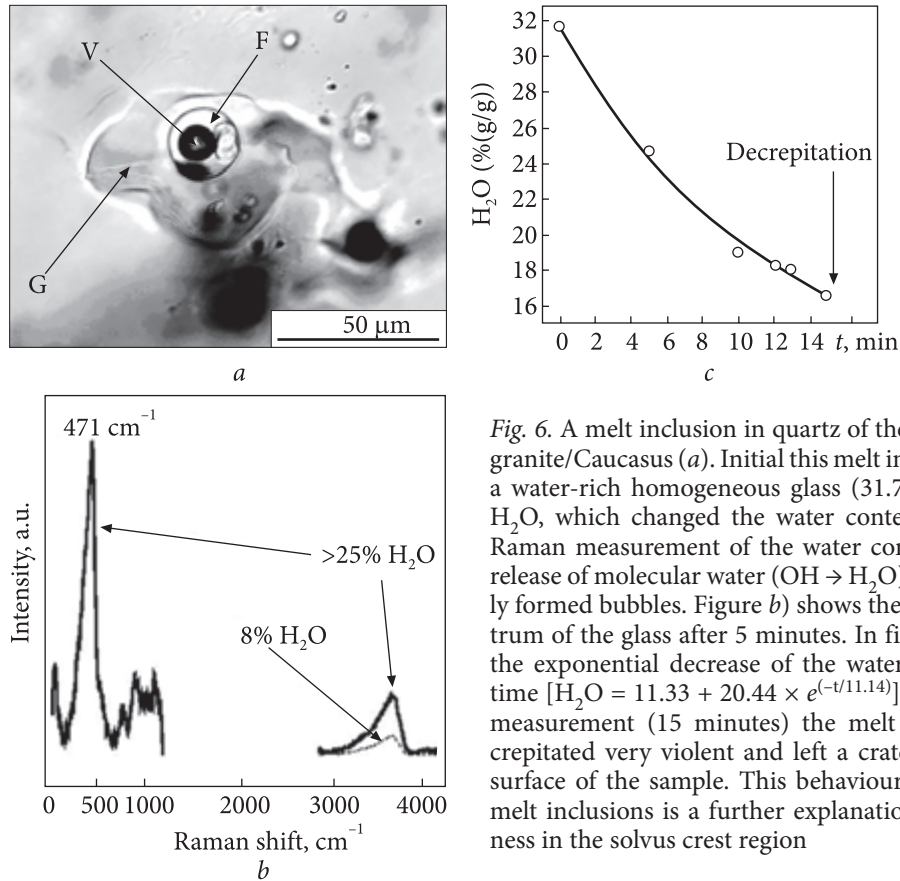 V
F
G
50 μm
a
H₂O (%(g/g))
32
30
28
26
24
22
20
18
16
Decrepitation
0 2 4 6 8 10 12 14 t, min
c
471 cm⁻¹
>25% H₂O
8% H₂O
Intensity, a.u.
0 500 1000 2000 3000 4000
Raman shift, cm⁻¹
b
Fig. 6. A melt inclusion in quartz of the
granite/Caucasus (a). Initial this melt in
a water-rich homogeneous glass (31.7
H₂O, which changed the water conte
Raman measurement of the water con
release of molecular water (OH → H₂O)
ly formed bubbles. Figure b) shows the
trum of the glass after 5 minutes. In fi
the exponential decrease of the water
time [H₂O = 11.33 + 20.44 × e^(–t/11.14)]
measurement (15 minutes) the melt
crepitated very violent and left a crate
surface of the sample. This behaviour
melt inclusions is a further explanatio
ness in the solvus crest region